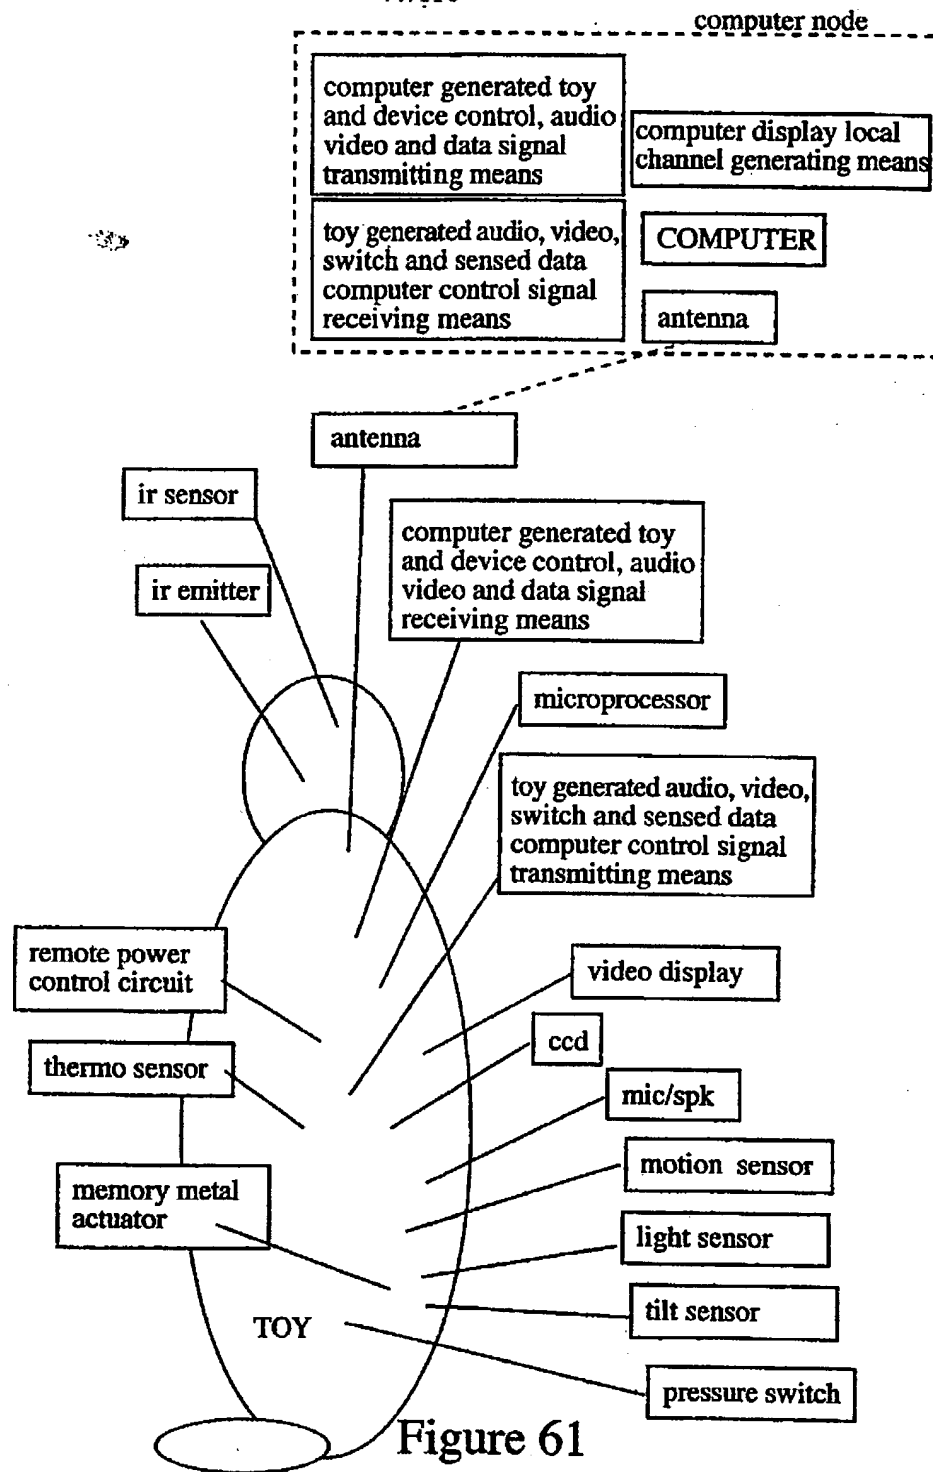 computer node
computer generated toy
and device control, audio
video and data signal
transmitting means
computer display local
channel generating means
toy generated audio, video,
switch and sensed data
computer control signal
receiving means
COMPUTER
antenna
antenna
ir sensor
ir emitter
computer generated toy
and device control, audio
video and data signal
receiving means
microprocessor
toy generated audio, video,
switch and sensed data
computer control signal
transmitting means
remote power
control circuit
video display
thermo sensor
ccd
mic/spk
memory metal
actuator
motion sensor
light sensor
TOY
tilt sensor
pressure switch
Figure 61